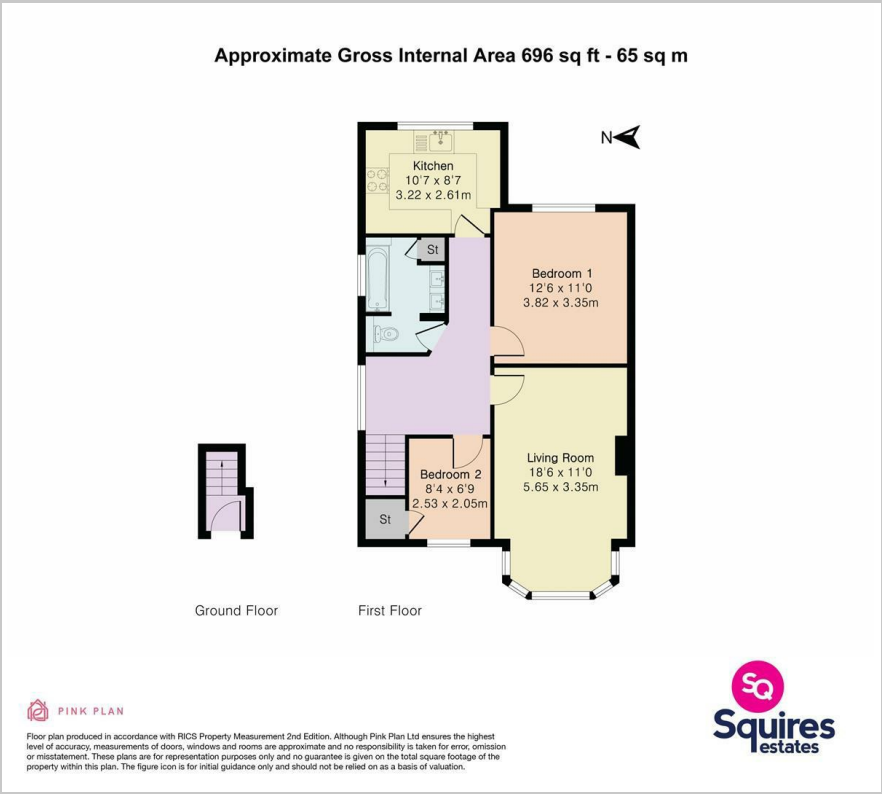 Approximate Gross Internal Area 696 sq ft - 65 sq m
N
Kitchen
10'7 x 8'7
3.22 x 2.61m
St
Bedroom 1
12'6 x 11'0
3.82 x 3.35m
Living Room
18'6 x 11'0
5.65 x 3.35m
Bedroom 2
8'4 x 6'9
2.53 x 2.05m
St
Ground Floor
First Floor
PINK PLAN
Floor plan produced in accordance with RICS Property Measurement 2nd Edition. Although Pink Plan Ltd ensures the highest
level of accuracy, measurements of doors, windows and rooms are approximate and no responsibility is taken for error, omission
or misstatement. These plans are for representation purposes only and no guarantee is given on the total square footage of the
property within this plan. The figure icon is for initial guidance only and should not be relied on as a basis of valuation.
SQ
Squires
estates